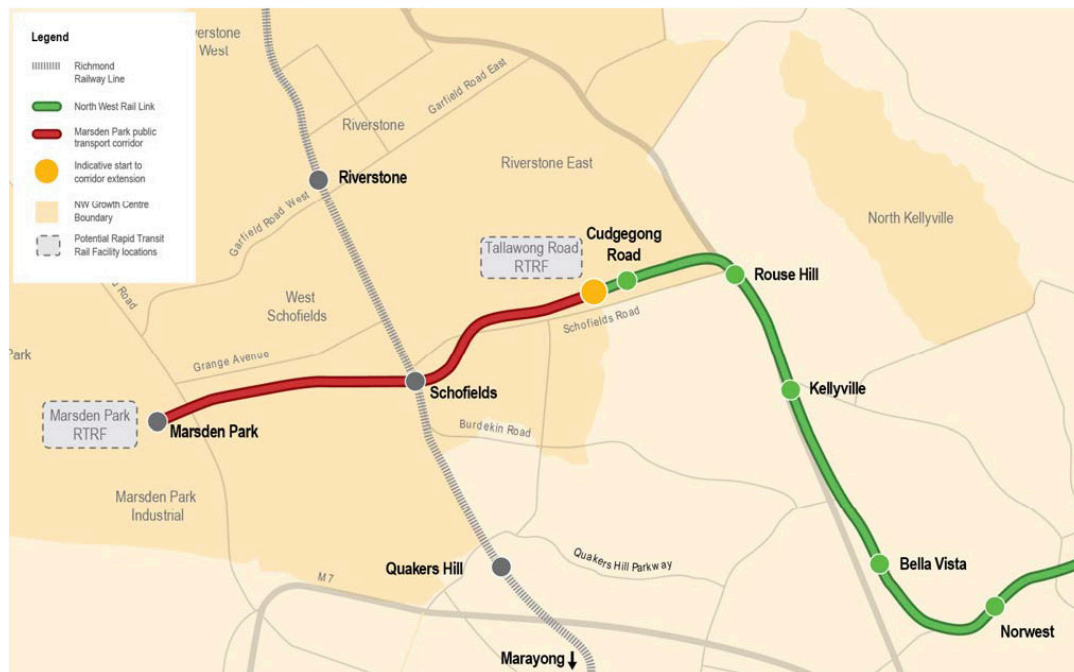 Legend
Richmond
Railway Line
North West Rail Link
Marsden Park public
transport corridor
Indicative start to
corridor extension
NW Growth Centre
Boundary
Potential Rapid Transit
Rail Facility locations
West
Garfield Road East
Riverstone
Riverstone
Riverstone East
North Kellyville
Garfield Road West
Tallawong Road
RTRF
Cudgegong
Road
Rouse Hill
West
Schofields
Schofields Road
Road
Park
Grange Avenue
Schofields
Kellyville
Marsden Park
RTRF
Marsden Park
Burdekin Road
Marsden Park
Industrial
Quakers Hill
Quakers Hill Parkway
M7
Bella Vista
Norwest
Marayong